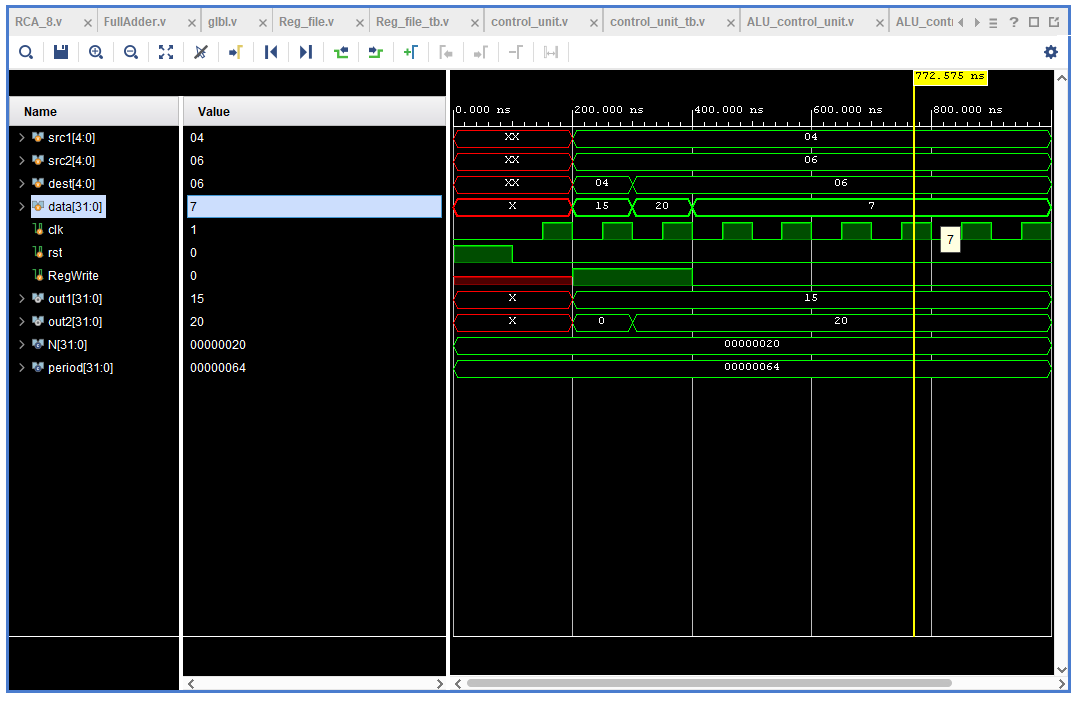 RCA_8.v FullAdder.v glbl.v Reg_file.v Reg_file_tb.v control_unit.v control_unit_tb.v ALU_control_unit.v ALU_conti
772.575 ns
Name Value 0.000 ns 200.000 ns 400.000 ns 600.000 ns 800.000 ns
src1[4:0] 04 XX 04
src2[4:0] 06 XX 06
dest[4:0] 06 XX 04 06
data[31:0] 7 X 15 20 7
clk 1
7
rst 0
RegWrite 0
out1[31:0] 15 X 15
out2[31:0] 20 X 0 20
N[31:0] 00000020 00000020
period[31:0] 00000064 00000064